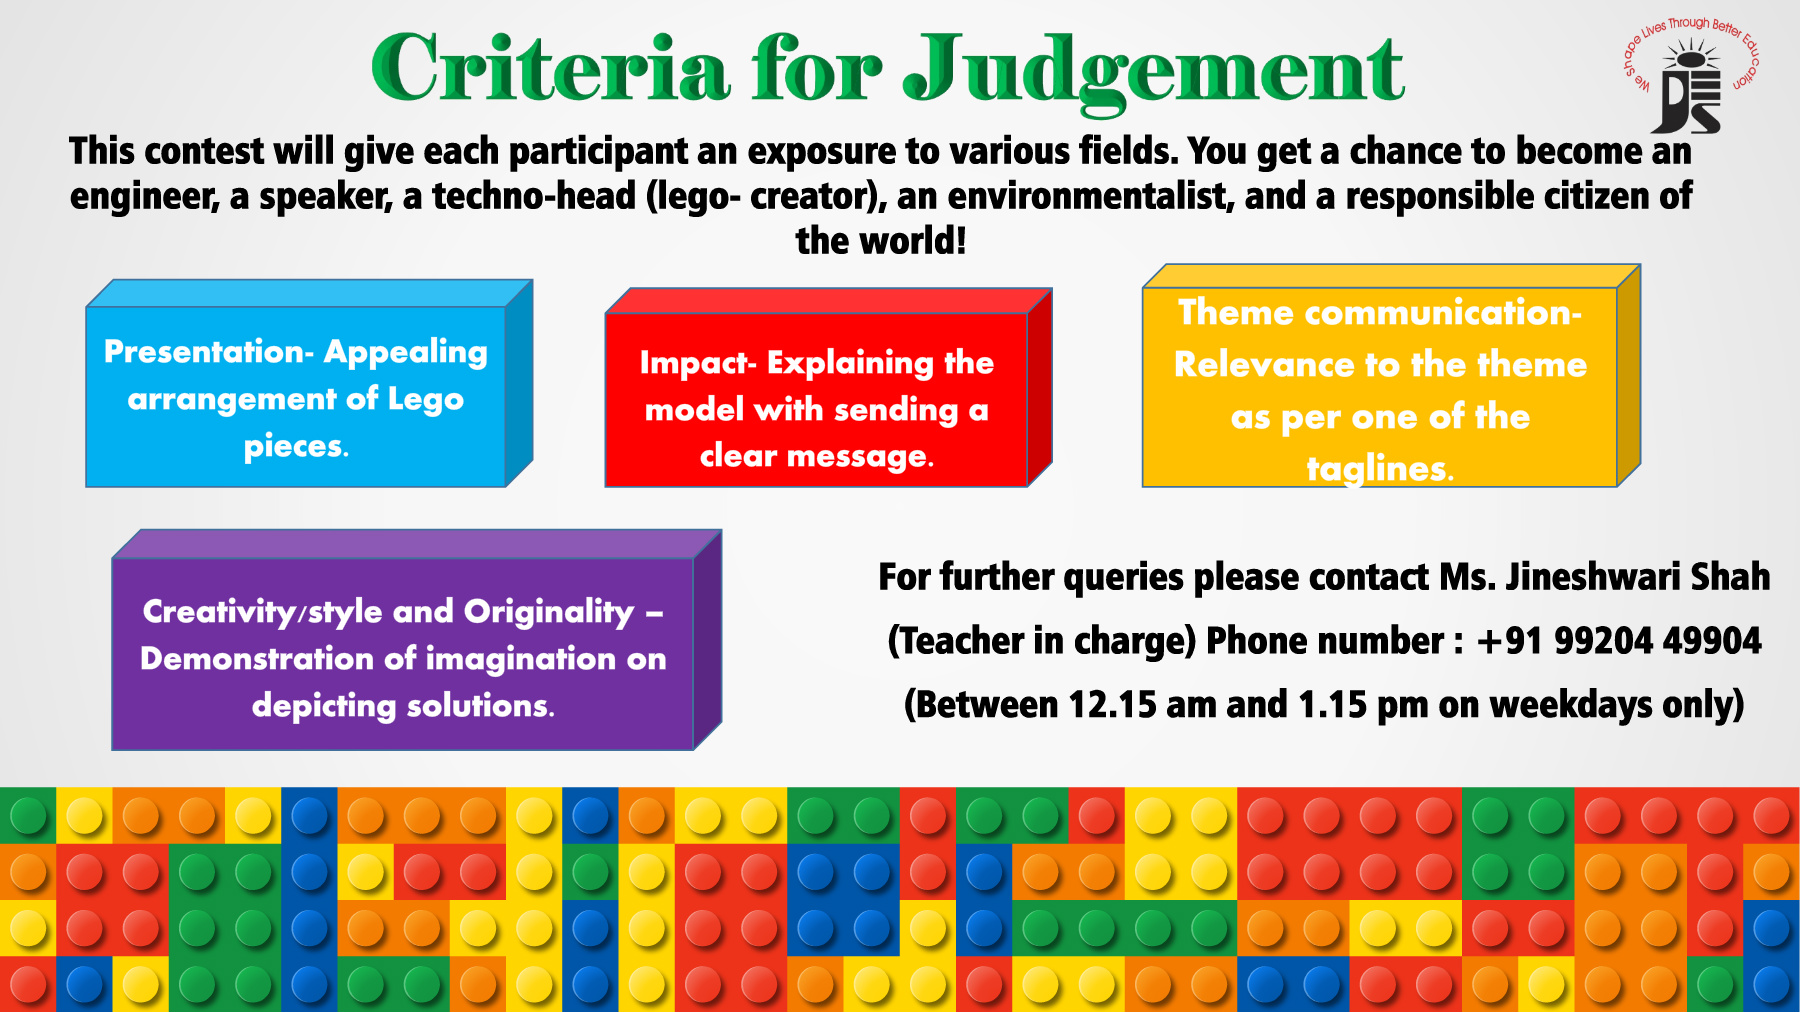 Criteria for Judgement
We Shape Lives Through Better Education
PES
This contest will give each participant an exposure to various fields. You get a chance to become an
engineer, a speaker, a techno-head (lego- creator), an environmentalist, and a responsible citizen of
the world!
Presentation- Appealing
arrangement of Lego
pieces.
Impact- Explaining the
model with sending a
clear message.
Theme communication-
Relevance to the theme
as per one of the
taglines.
Creativity/style and Originality –
Demonstration of imagination on
depicting solutions.
For further queries please contact Ms. Jineshwari Shah
(Teacher in charge) Phone number : +91 99204 49904
(Between 12.15 am and 1.15 pm on weekdays only)